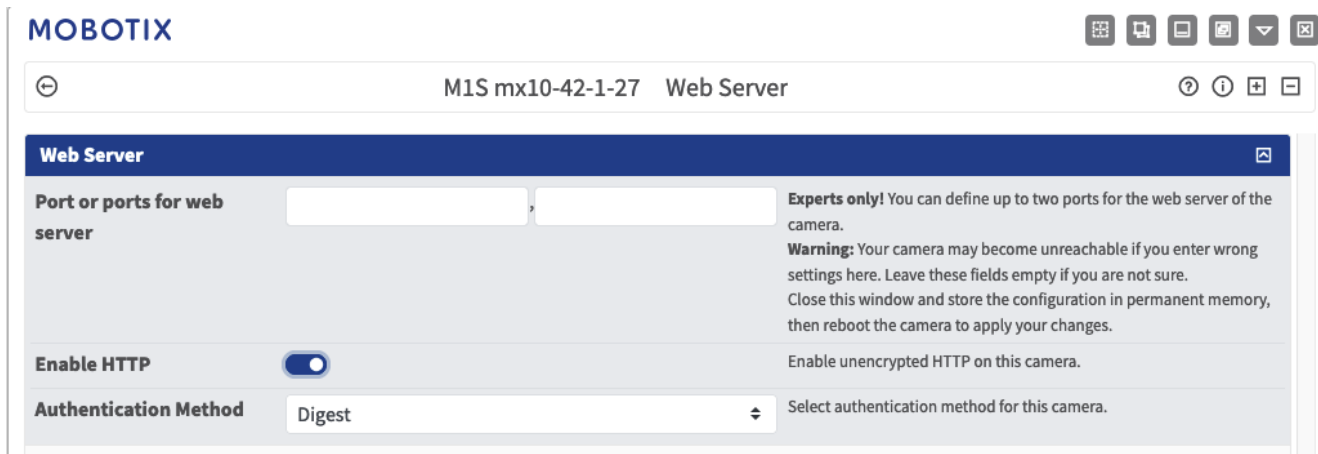 MOBOTIX
M1S mx10-42-1-27 Web Server
Web Server
Port or ports for web
server
,
Experts only! You can define up to two ports for the web server of the
camera.
Warning: Your camera may become unreachable if you enter wrong
settings here. Leave these fields empty if you are not sure.
Close this window and store the configuration in permanent memory,
then reboot the camera to apply your changes.
Enable HTTP
Enable unencrypted HTTP on this camera.
Authentication Method
Digest
Select authentication method for this camera.